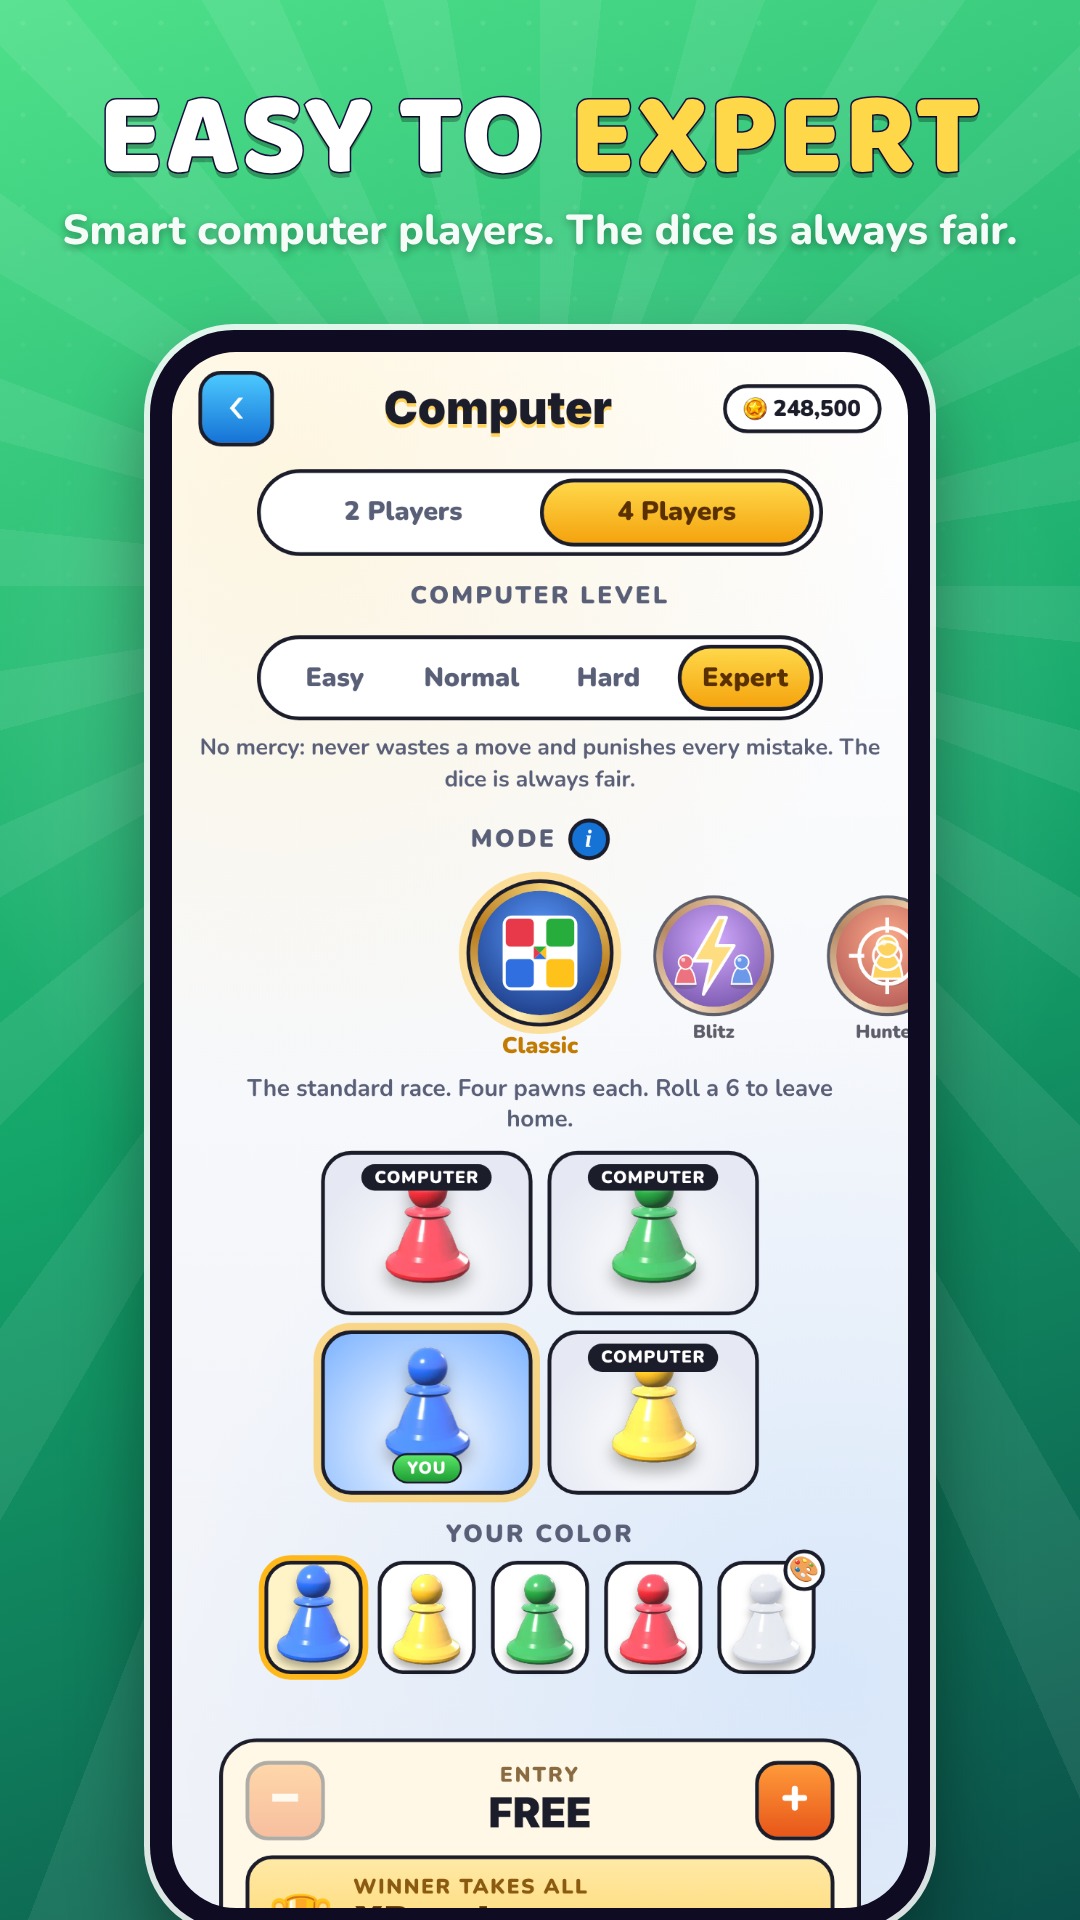 EASY TO EXPERT
Smart computer players. The dice is always fair.
Computer
248,500
2 Players
4 Players
COMPUTER LEVEL
Easy
Normal
Hard
Expert
No mercy: never wastes a move and punishes every mistake. The
dice is always fair.
MODE i
Classic
Blitz
Hunte
The standard race. Four pawns each. Roll a 6 to leave
home.
COMPUTER
COMPUTER
YOU
COMPUTER
YOUR COLOR
ENTRY
FREE
WINNER TAKES ALL